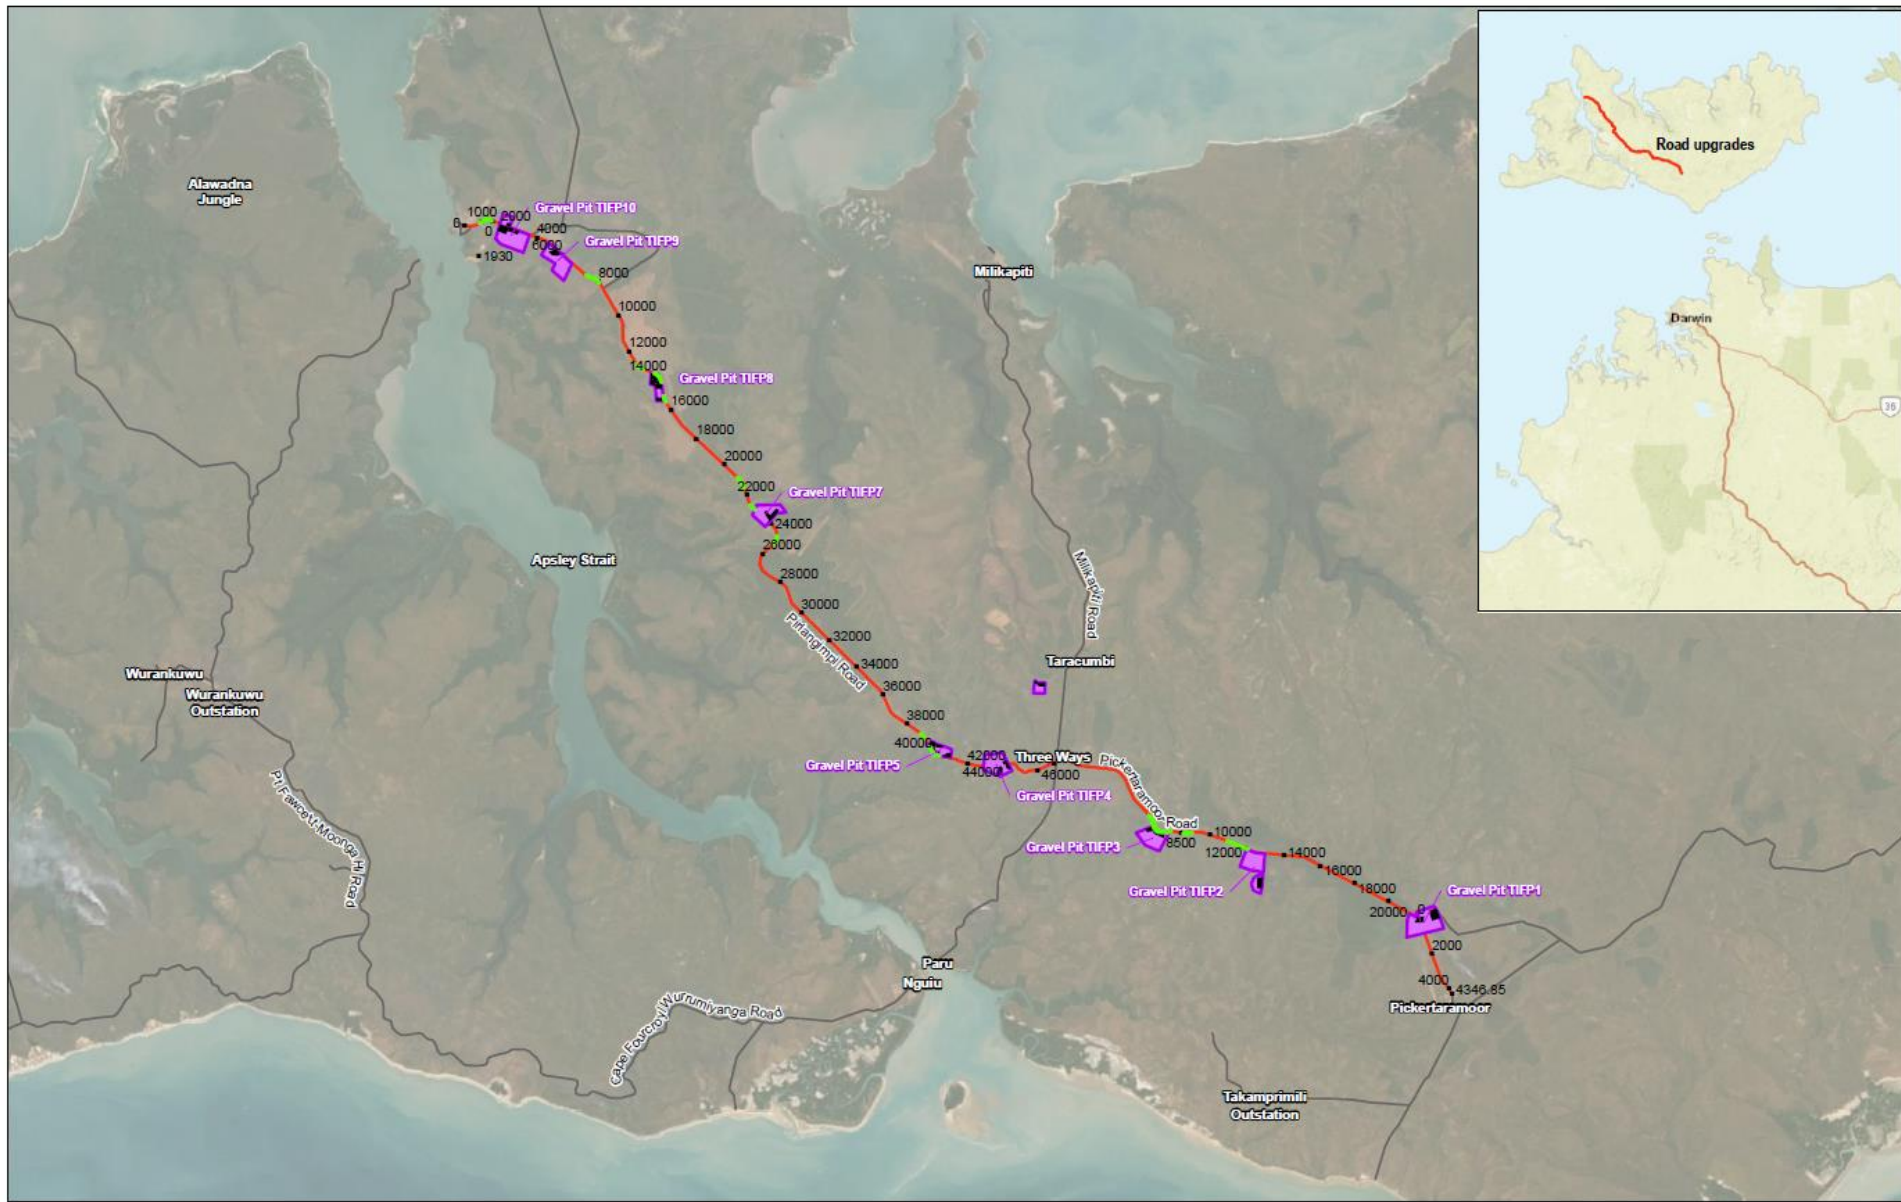 Road upgrades
Darwin
36
Alawadna
Jungle
0
1000
2000
Gravel Pit TIFP10
0
4000
6000
Gravel Pit TIFP9
1930
8000
Milikapiti
10000
12000
14000
Gravel Pit TIFP8
16000
18000
20000
22000
Gravel Pit TIFP7
24000
26000
Apsley Strait
28000
Milikapiti Road
30000
Pirlangimpi Road
32000
34000
Taracumbi
Wurankuwu
Wurankuwu
Outstation
36000
38000
40000
42000
Three Ways
Gravel Pit TIFP5
44000
46000
Pickertaramoor Road
Gravel Pit TIFP4
Pt Fawcett-Moonga Hl Road
10000
Gravel Pit TIFP3
8500
12000
14000
16000
Gravel Pit TIFP2
18000
Gravel Pit TIFP1
20000
0
2000
Paru
Nguiu
4000
4346.85
Pickertaramoor
Cape Fourcroy/Wurrumiyanga Road
Takamprimili
Outstation